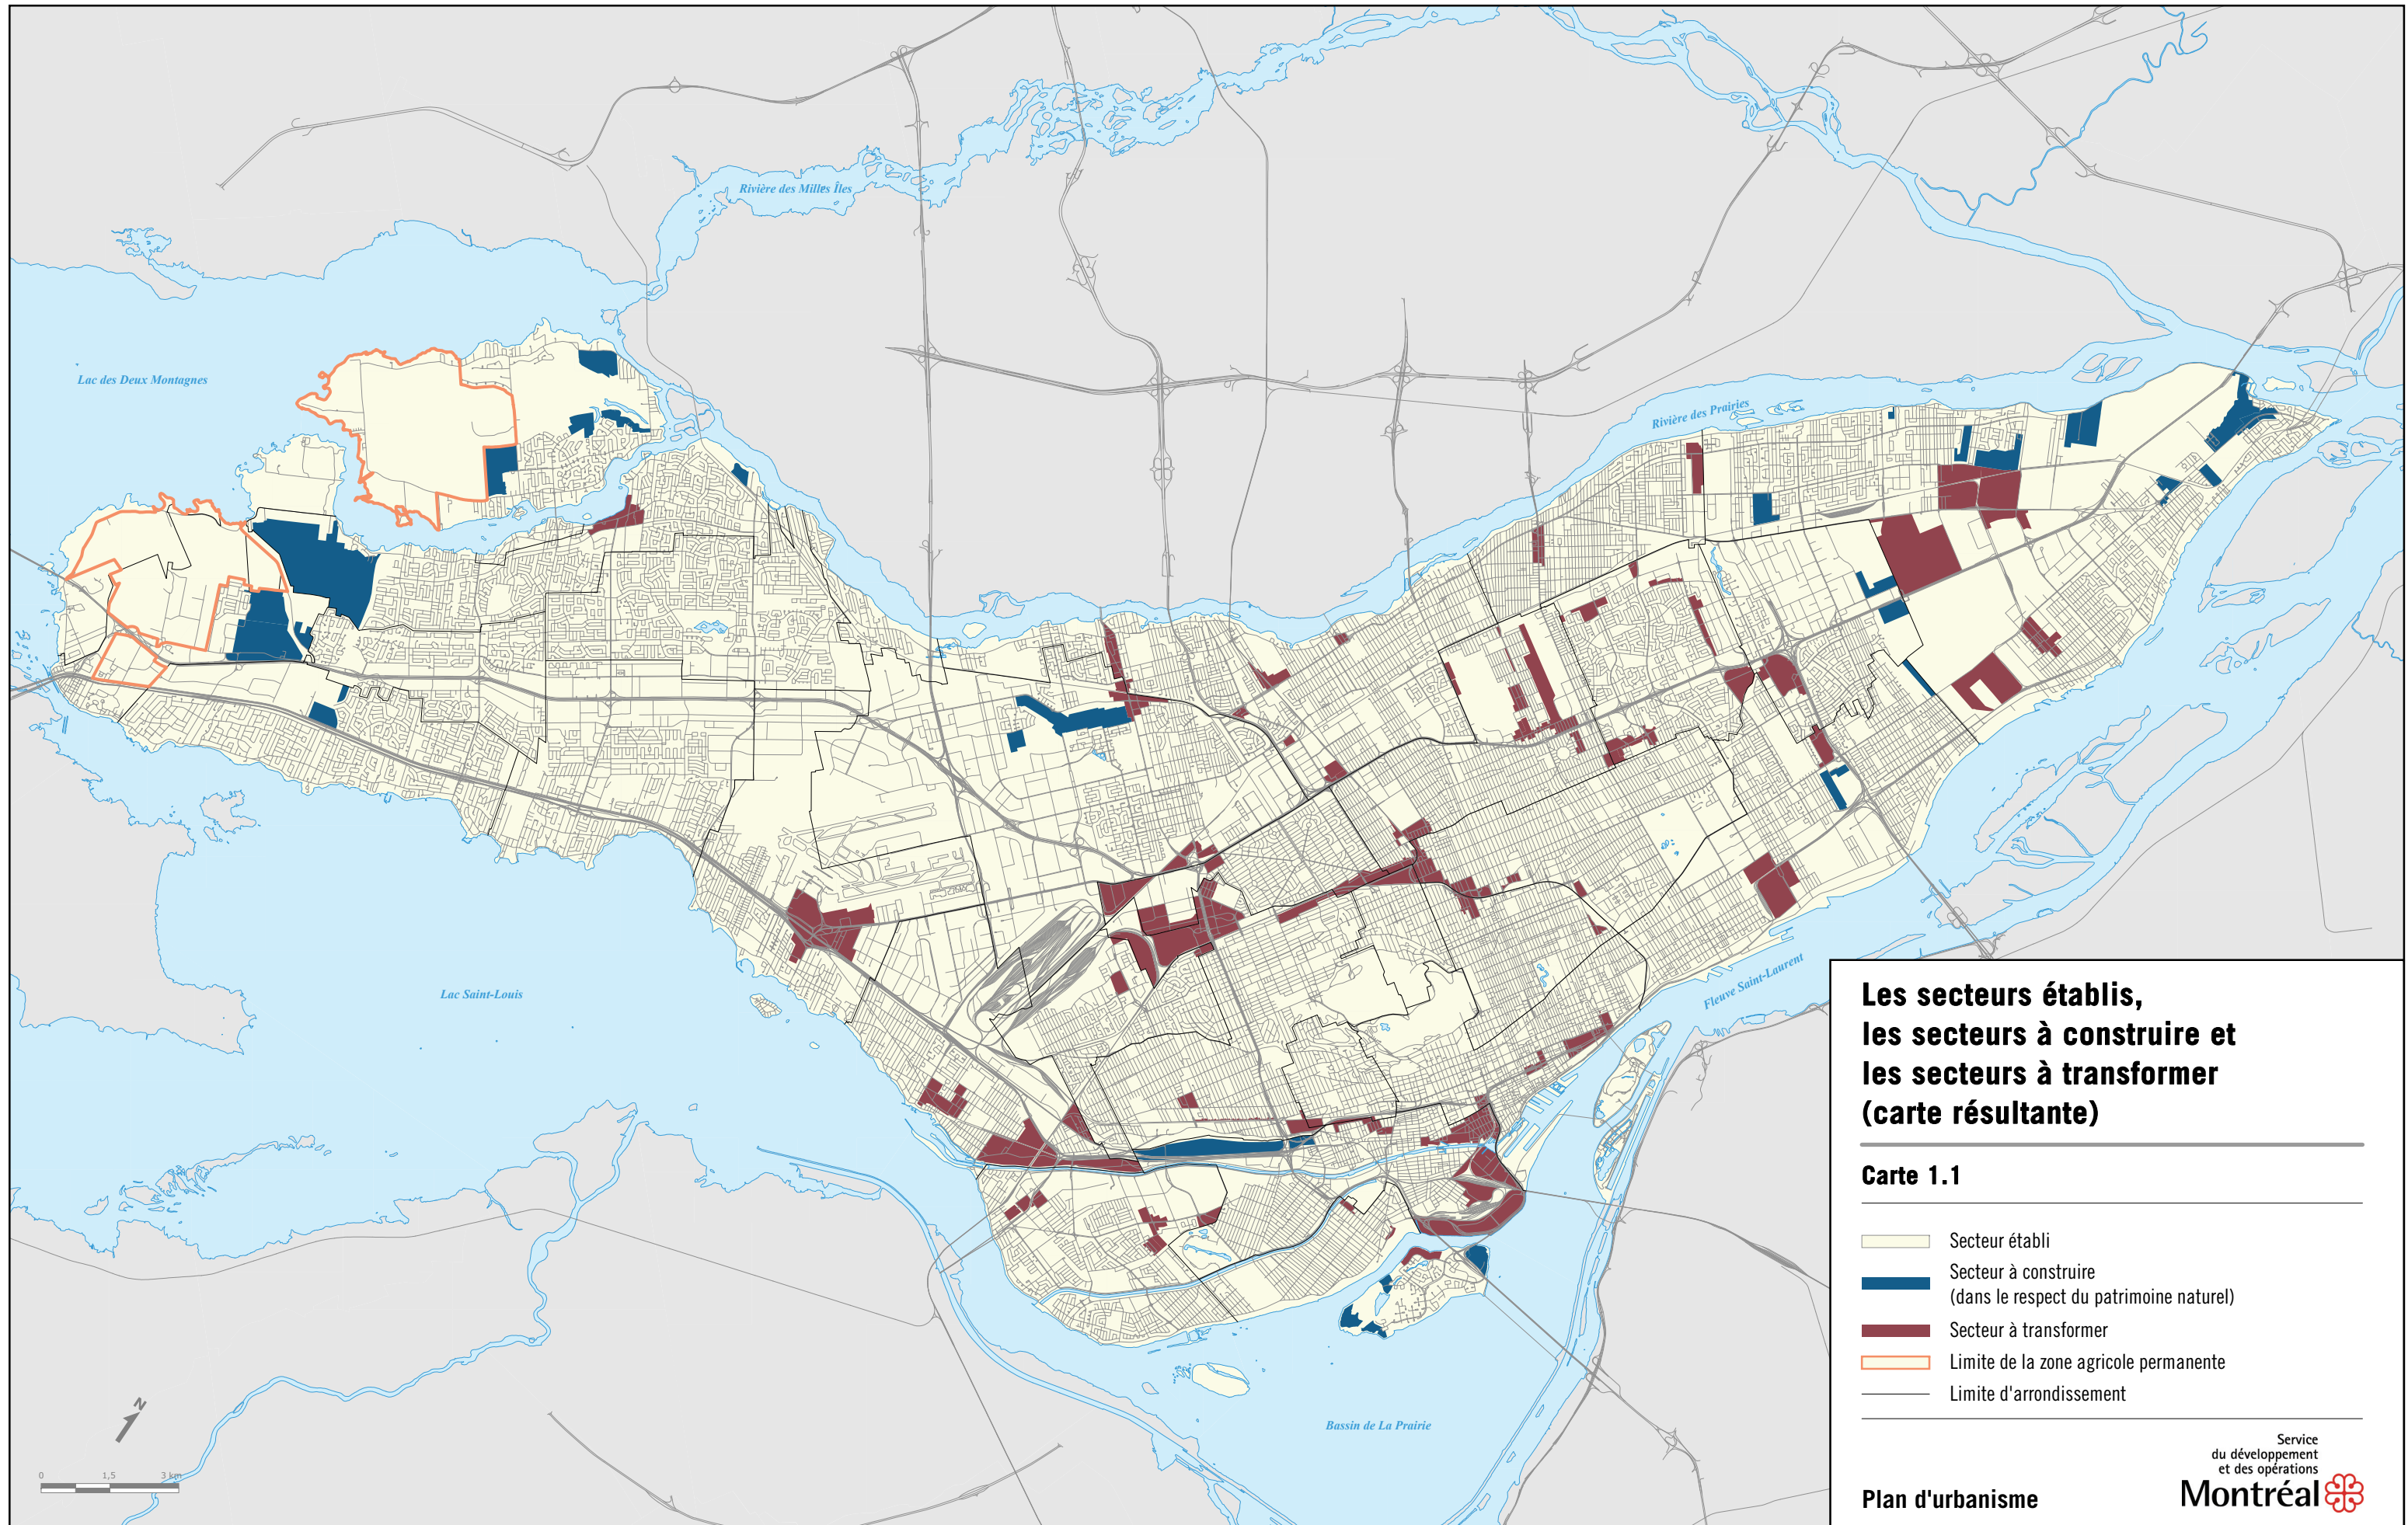 Rivière des Milles Îles
Lac des Deux Montagnes
Rivière des Prairies
Lac Saint-Louis
Fleuve Saint-Laurent
Bassin de La Prairie
N
0 1,5 3 km
Les secteurs établis,
les secteurs à construire et
les secteurs à transformer
(carte résultante)
Carte 1.1
Secteur établi
Secteur à construire
(dans le respect du patrimoine naturel)
Secteur à transformer
Limite de la zone agricole permanente
Limite d'arrondissement
Service
du développement
et des opérations
Montréal
Plan d'urbanisme